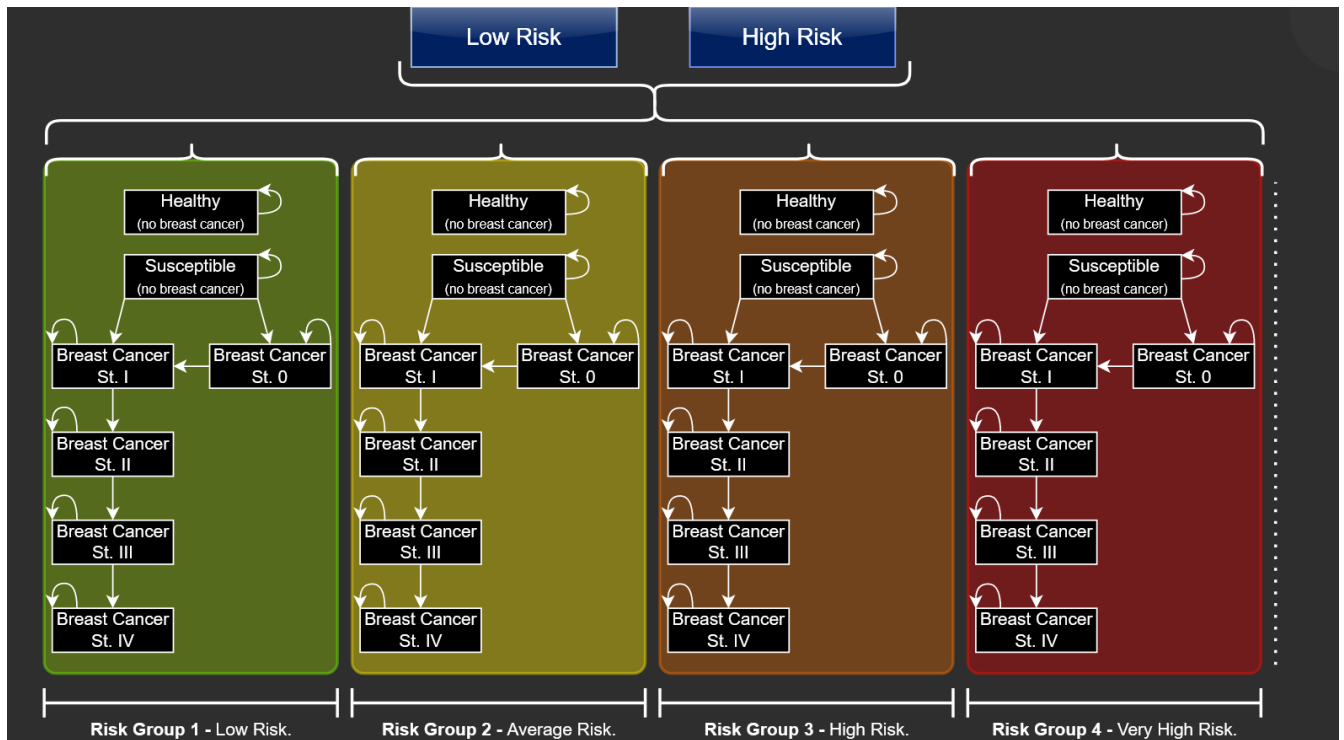 Low Risk
High Risk
Healthy
(no breast cancer)
Susceptible
(no breast cancer)
Breast Cancer
St. I
Breast Cancer
St. 0
Breast Cancer
St. II
Breast Cancer
St. III
Breast Cancer
St. IV
Risk Group 1 - Low Risk.
Healthy
(no breast cancer)
Susceptible
(no breast cancer)
Breast Cancer
St. I
Breast Cancer
St. 0
Breast Cancer
St. II
Breast Cancer
St. III
Breast Cancer
St. IV
Risk Group 2 - Average Risk.
Healthy
(no breast cancer)
Susceptible
(no breast cancer)
Breast Cancer
St. I
Breast Cancer
St. 0
Breast Cancer
St. II
Breast Cancer
St. III
Breast Cancer
St. IV
Risk Group 3 - High Risk.
Healthy
(no breast cancer)
Susceptible
(no breast cancer)
Breast Cancer
St. I
Breast Cancer
St. 0
Breast Cancer
St. II
Breast Cancer
St. III
Breast Cancer
St. IV
Risk Group 4 - Very High Risk.